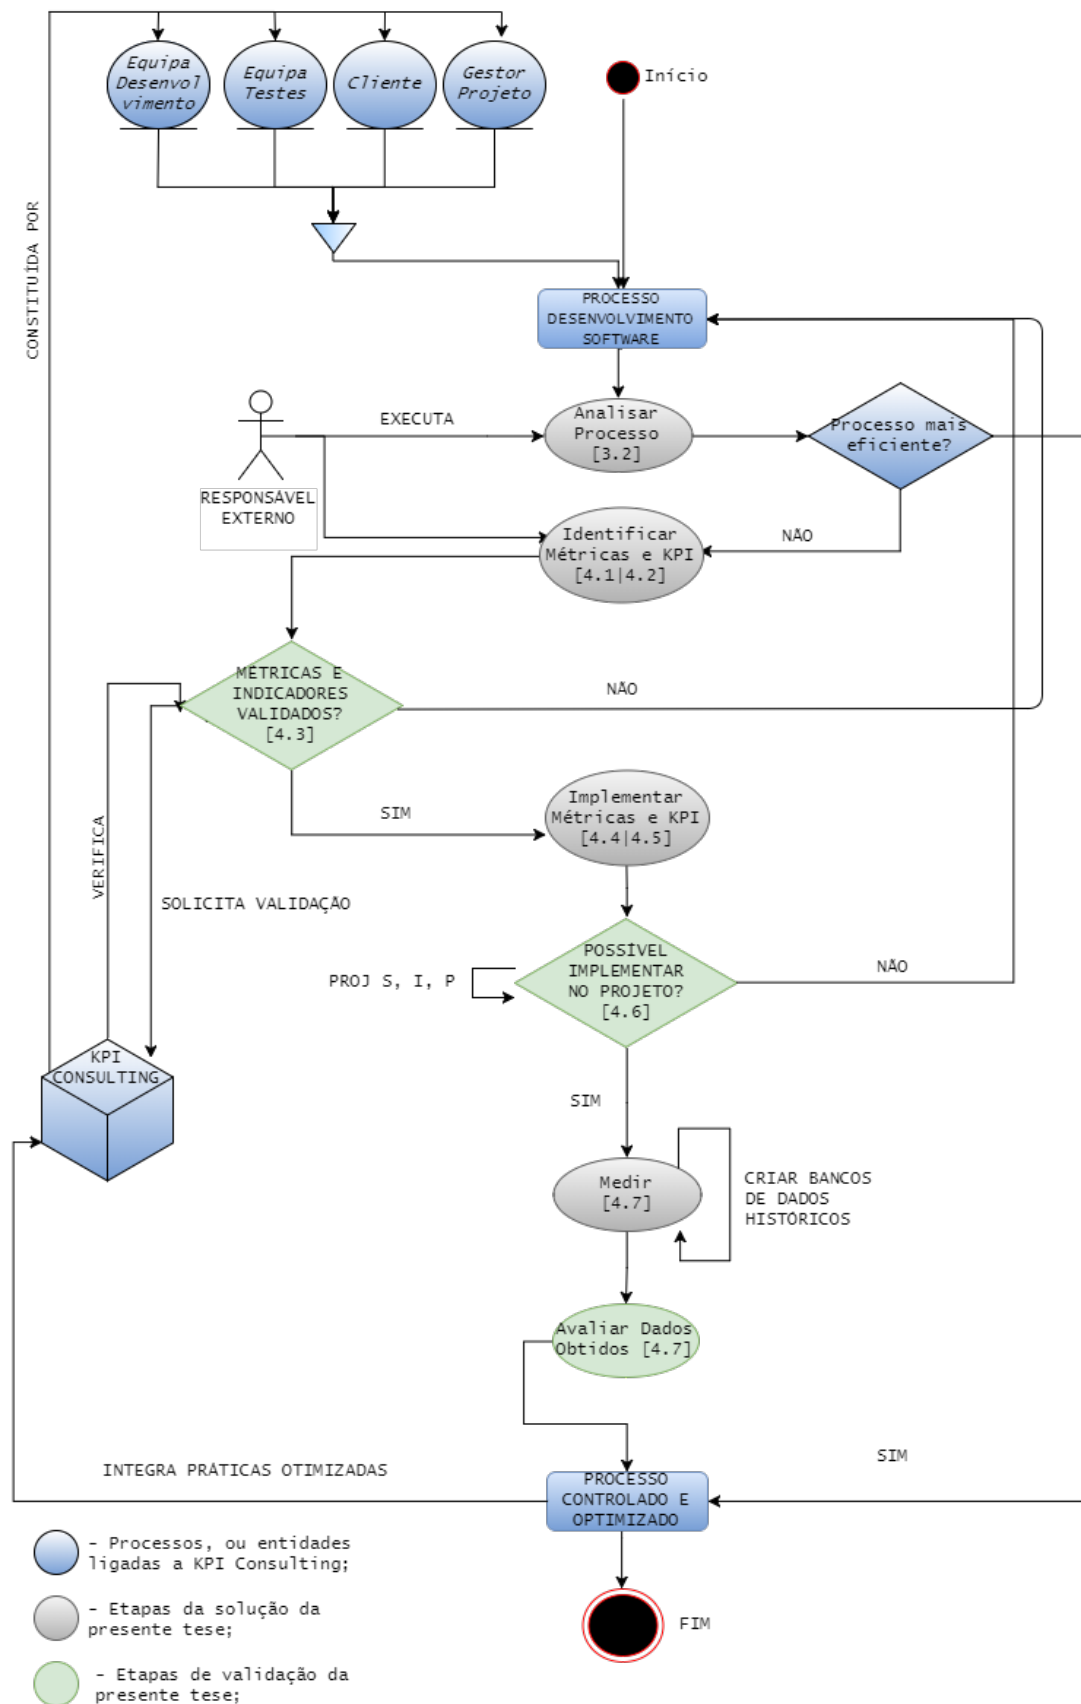 Equipa
Desenvol
vimento
Equipa
Testes
Cliente
Gestor
Projeto
Início
CONSTITUÍDA POR
PROCESSO
DESENVOLVIMENTO
SOFTWARE
EXECUTA
Analisar
Processo
[3.2]
Processo mais
eficiente?
RESPONSÁVEL
EXTERNO
Identificar
Métricas e KPI
[4.1|4.2]
NÃO
MÉTRICAS E
INDICADORES
VALIDADOS?
[4.3]
NÃO
SIM
Implementar
Métricas e KPI
[4.4|4.5]
VERIFICA
SOLICITA VALIDAÇÃO
POSSÍVEL
IMPLEMENTAR
NO PROJETO?
[4.6]
PROJ S, I, P
NÃO
KPI
CONSULTING
SIM
Medir
[4.7]
CRIAR BANCOS
DE DADOS
HISTÓRICOS
Avaliar Dados
Obtidos [4.7]
INTEGRA PRÁTICAS OTIMIZADAS
SIM
PROCESSO
CONTROLADO E
OPTIMIZADO
- Processos, ou entidades
ligadas a KPI Consulting;
- Etapas da solução da
presente tese;
FIM
- Etapas de validação da
presente tese;